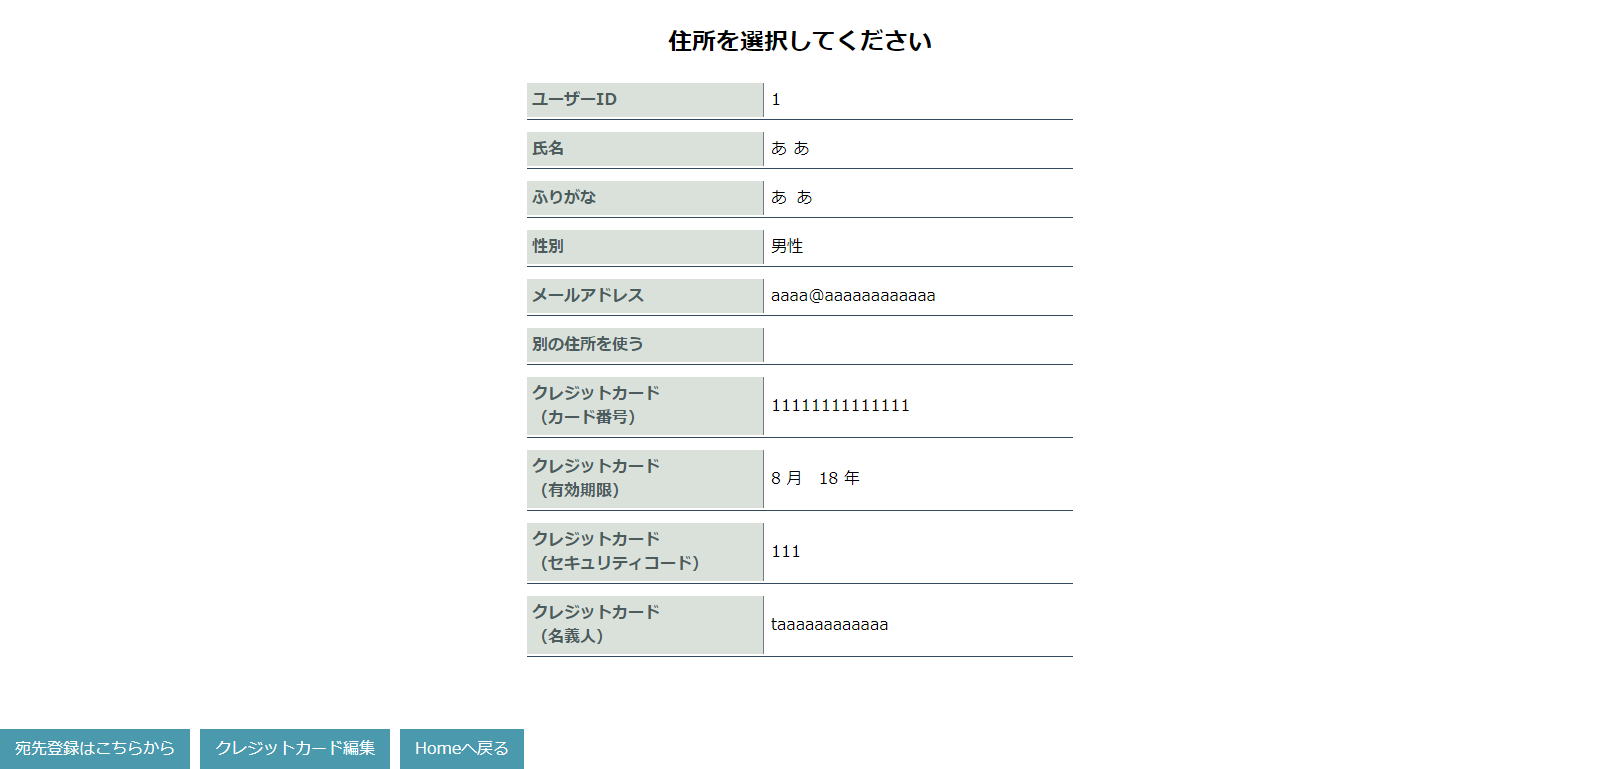 住所を選択してください
ユーザーID 1
氏名 あ あ
ふりがな あ あ
性別 男性
メールアドレス aaaa@aaaaaaaaaaaa
別の住所を使う
クレジットカード
（カード番号） 11111111111111
クレジットカード
（有効期限） 8 月　18 年
クレジットカード
（セキュリティコード） 111
クレジットカード
（名義人） taaaaaaaaaaaa
宛先登録はこちらから クレジットカード編集 Homeへ戻る